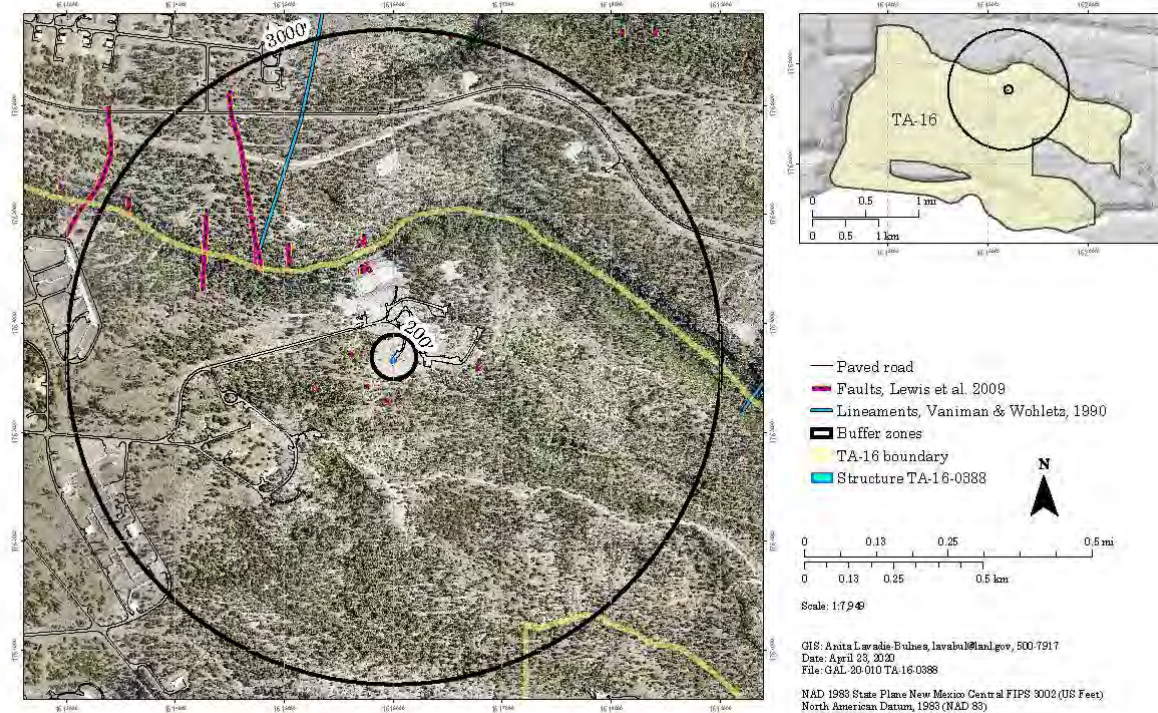 3000'
200'
TA-16
0 0.5 1 mi
0 0.5 1 km
Paved road
Faults, Lewis et al. 2009
Lineaments, Vaniman & Wohletz, 1990
Buffer zones
TA-16 boundary
Structure TA-16-0388
N
0 0.13 0.25 0.5 mi
0 0.13 0.25 0.5 km
Scale: 1:7,949
GIS: Anita Lavadie-Bulnes, lavabul@lanl.gov, 500-7917
Date: April 23, 2020
File: GAL-20-010 TA-16-0388
NAD 1983 State Plane New Mexico Central FIPS 3002 (US Feet)
North American Datum, 1983 (NAD 83)